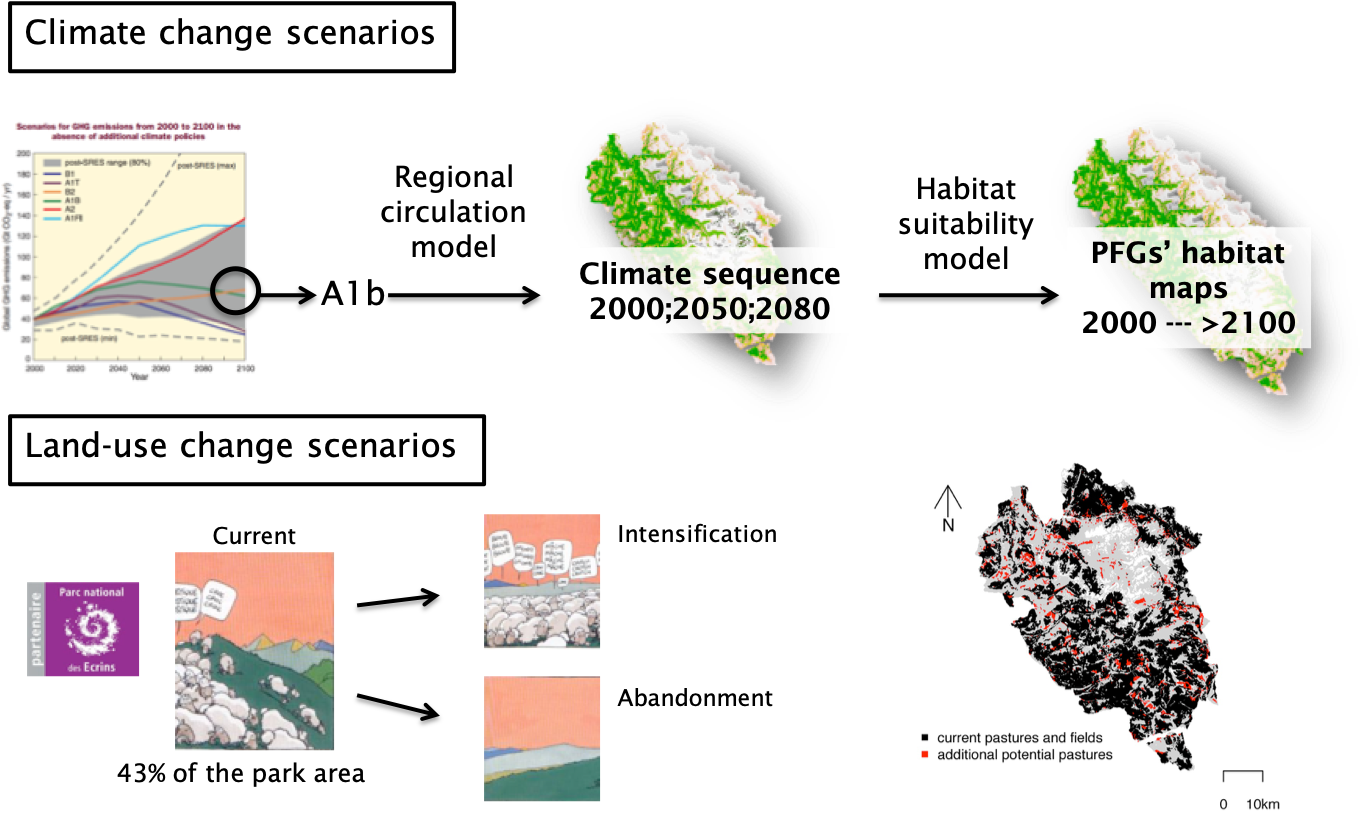 Climate change scenarios
Scenarios for GHG emissions from 2000 to 2100 in the
absence of additional climate policies
Global GHG emissions (Gt CO2-eq / yr)
200
180
160
140
120
100
80
60
40
20
0
post-SRES range (80%)
B1
A1T
B2
A1B
A2
A1FI
post-SRES (max)
post-SRES (min)
2000 2020 2040 2060 2080 2100
Year
A1b
Regional
circulation
model
Climate sequence
2000;2050;2080
Habitat
suitability
model
PFGs’ habitat
maps
2000 --- >2100
Land-use change scenarios
partenaire
Parc national
des Ecrins
Current
43% of the park area
Intensification
Abandonment
N
current pastures and fields
additional potential pastures
0 10km